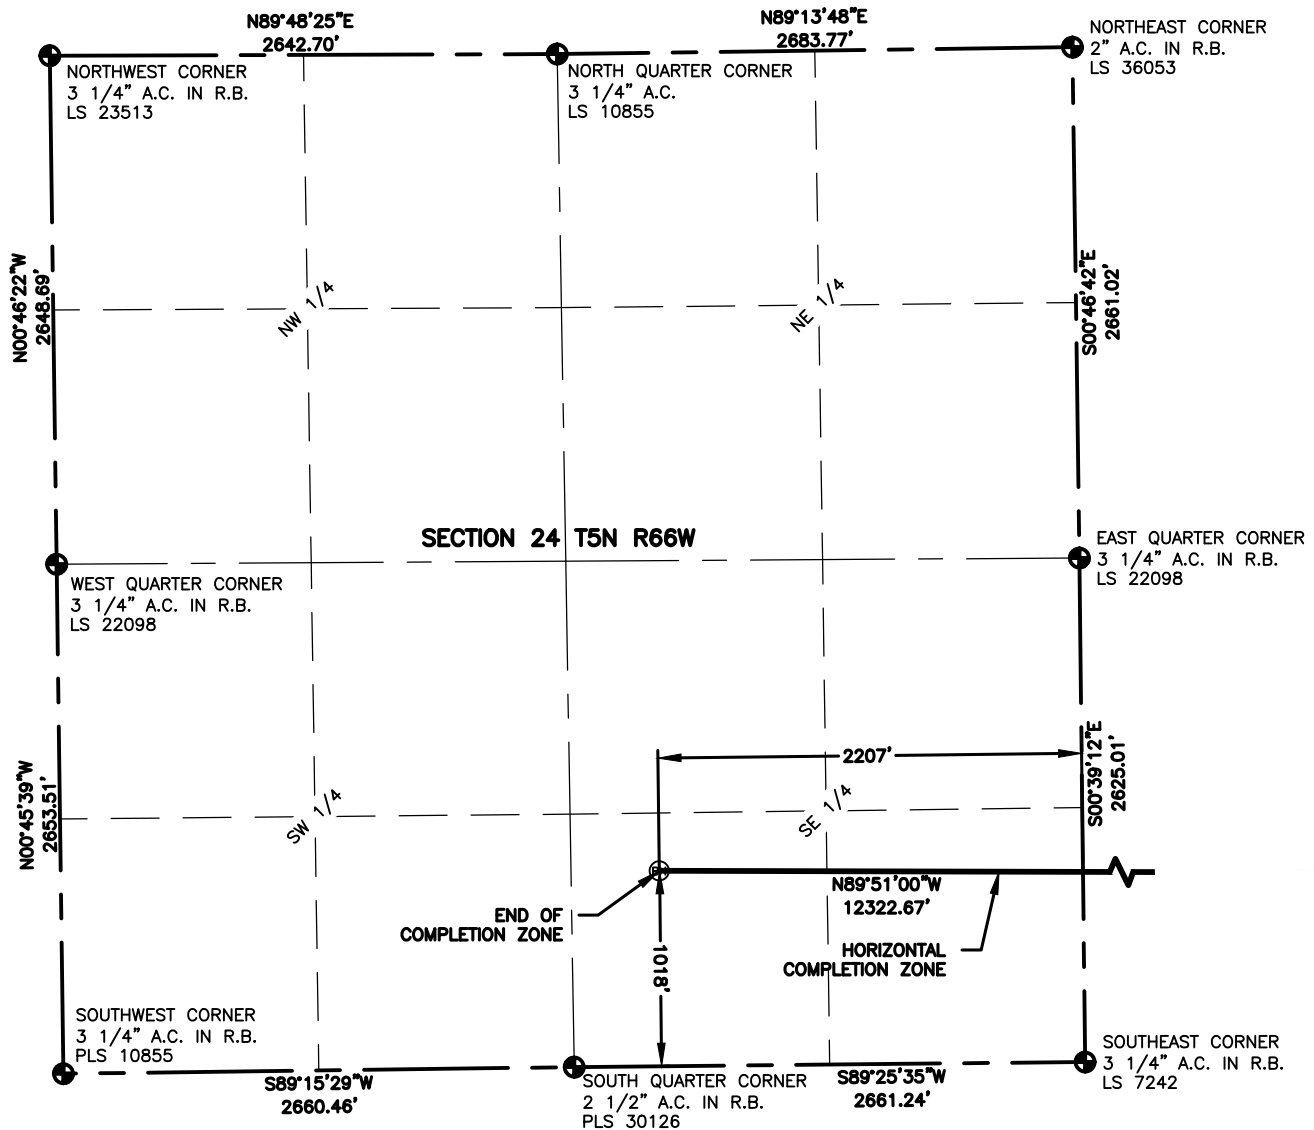 N89°48'25"E
2642.70'
N89°13'48"E
2683.77'
NORTHEAST CORNER
2" A.C. IN R.B.
LS 36053
NORTHWEST CORNER
3 1/4" A.C. IN R.B.
LS 23513
NORTH QUARTER CORNER
3 1/4" A.C.
LS 10855
N00°46'22"W
2648.69'
NW 1/4
NE 1/4
S00°46'42"E
2661.02'
SECTION 24 T5N R66W
EAST QUARTER CORNER
3 1/4" A.C. IN R.B.
LS 22098
WEST QUARTER CORNER
3 1/4" A.C. IN R.B.
LS 22098
N00°45'39"W
2653.51'
SW 1/4
SE 1/4
2207'
S00°39'12"E
2625.01'
N89°51'00"W
12322.67'
END OF
COMPLETION ZONE
HORIZONTAL
COMPLETION ZONE
1018'
SOUTHWEST CORNER
3 1/4" A.C. IN R.B.
PLS 10855
S89°15'29"W
2660.46'
SOUTH QUARTER CORNER
2 1/2" A.C. IN R.B.
PLS 30126
S89°25'35"W
2661.24'
SOUTHEAST CORNER
3 1/4" A.C. IN R.B.
LS 7242